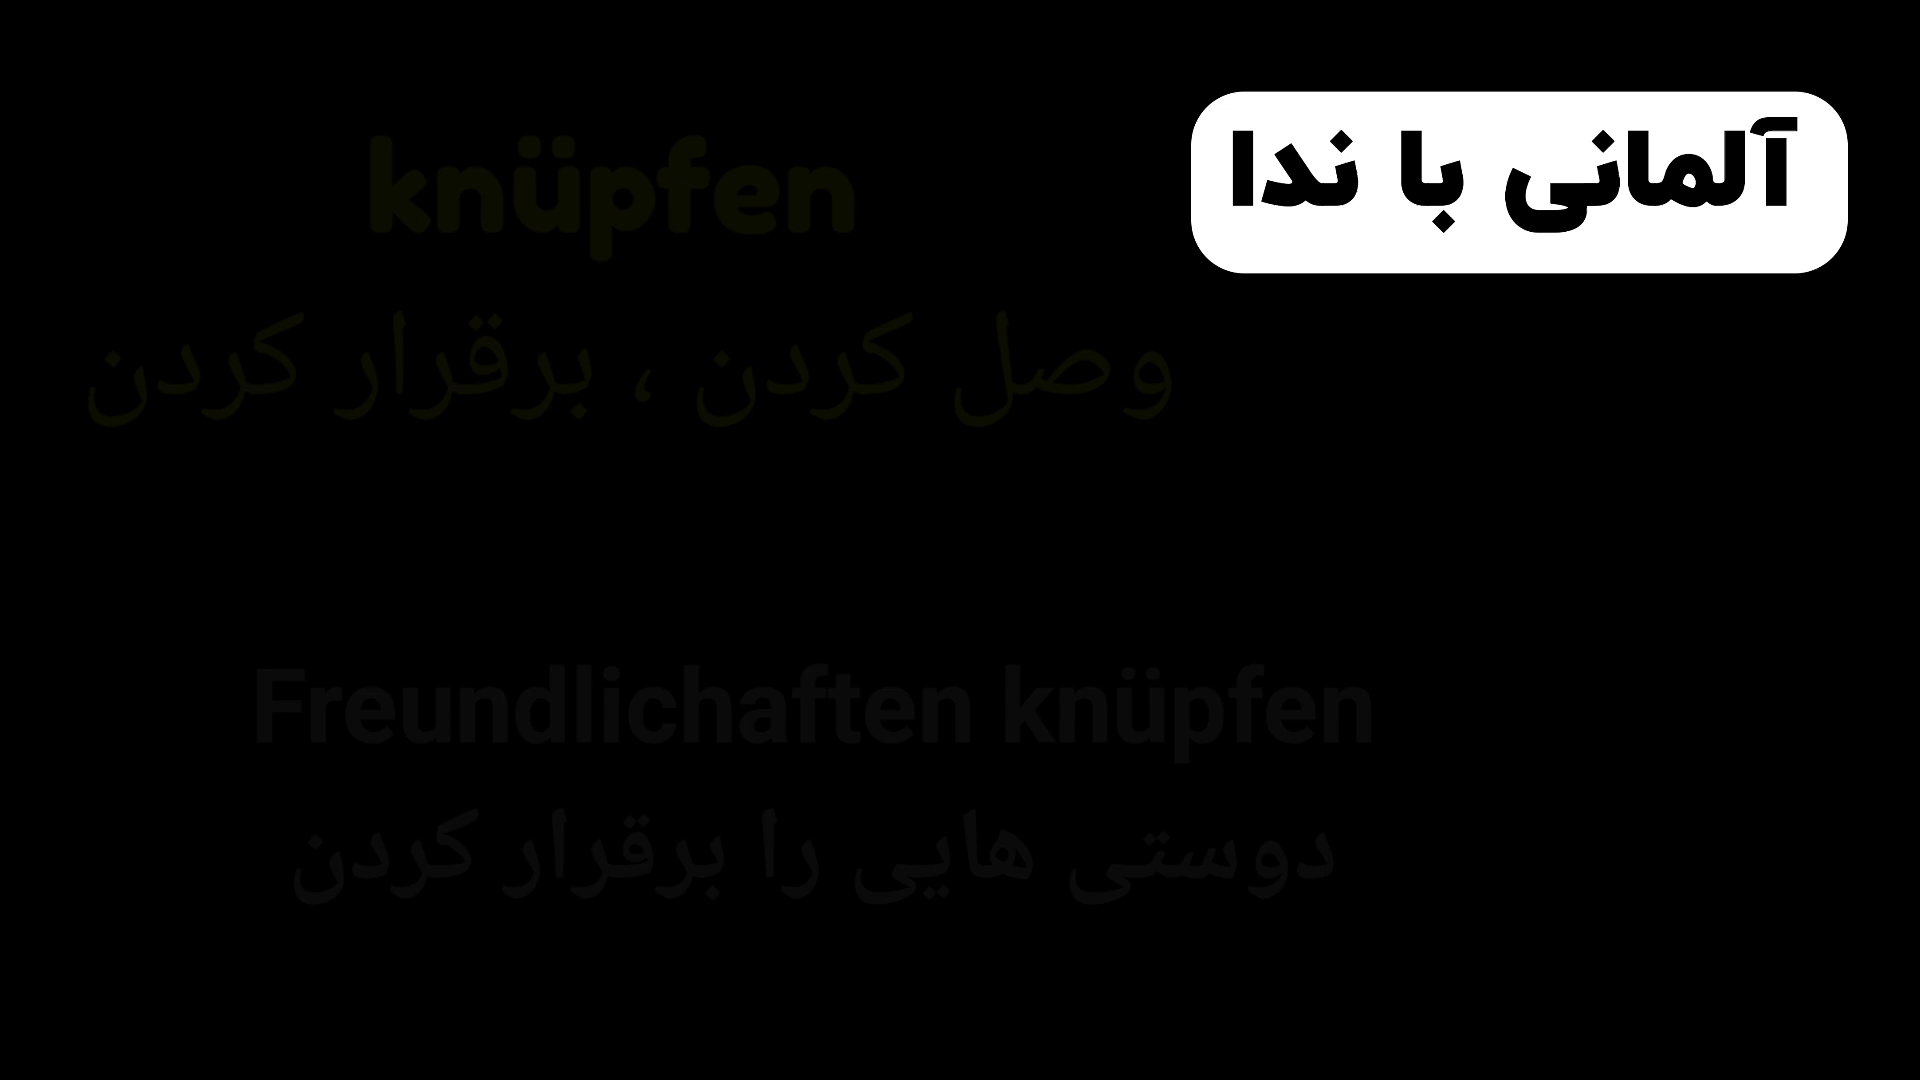 آلمانی با ندا
knüpfen
وصل کردن ، برقرار کردن
Freundlichaften knüpfen
دوستی هایی را برقرار کردن